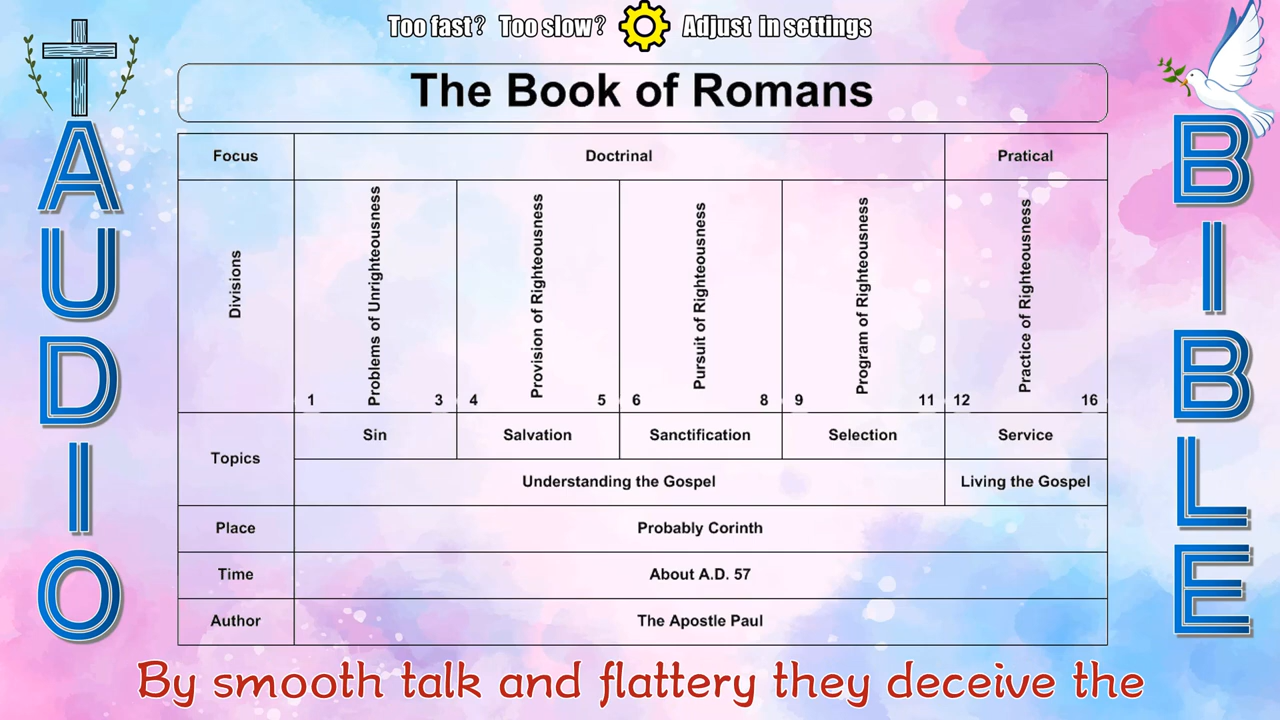 Too fast? Too slow? Adjust in settings
AUDIO
BIBLE
The Book of Romans
Focus Doctrinal Pratical
Divisions Problems of Unrighteousness Provision of Righteousness Pursuit of Righteousness Program of Righteousness Practice of Righteousness
1 3 4 5 6 8 9 11 12 16
Topics Sin Salvation Sanctification Selection Service
Understanding the Gospel Living the Gospel
Place Probably Corinth
Time About A.D. 57
Author The Apostle Paul
By smooth talk and flattery they deceive the